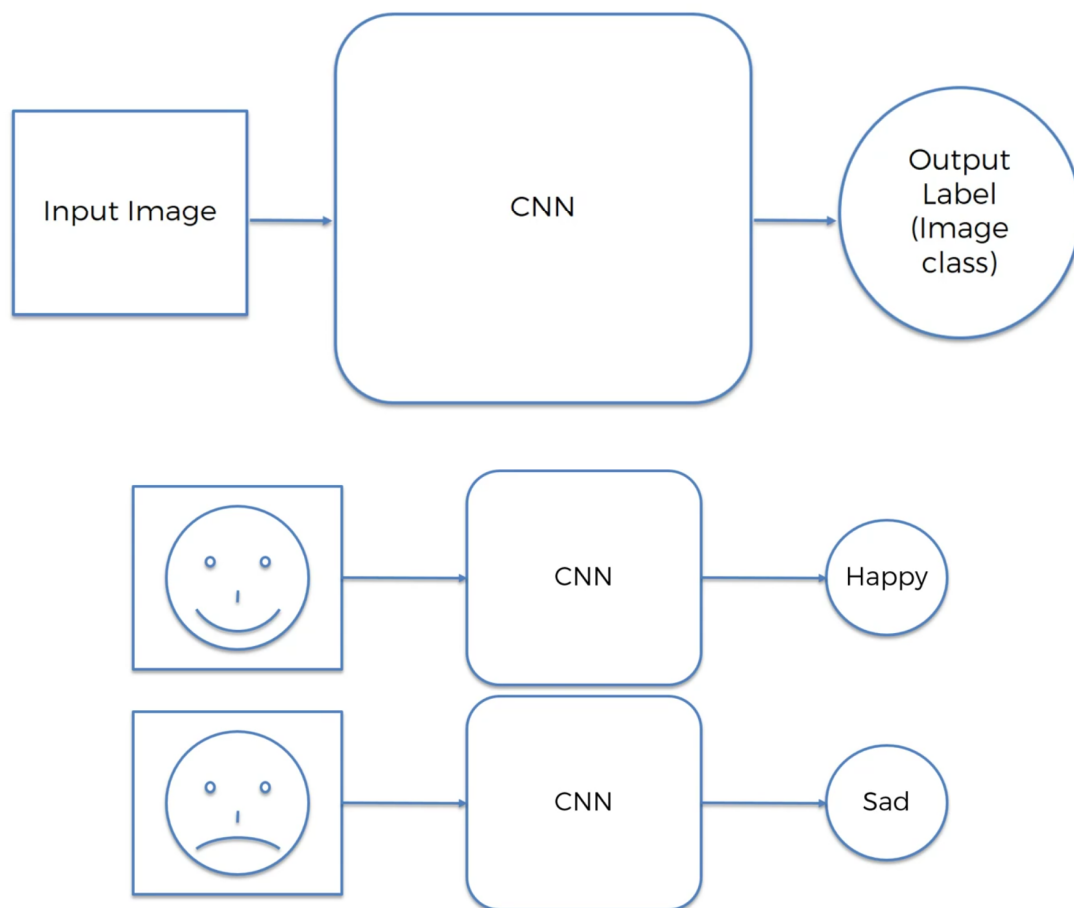 Input Image
CNN
Output
Label
(Image
class)
CNN
Happy
CNN
Sad